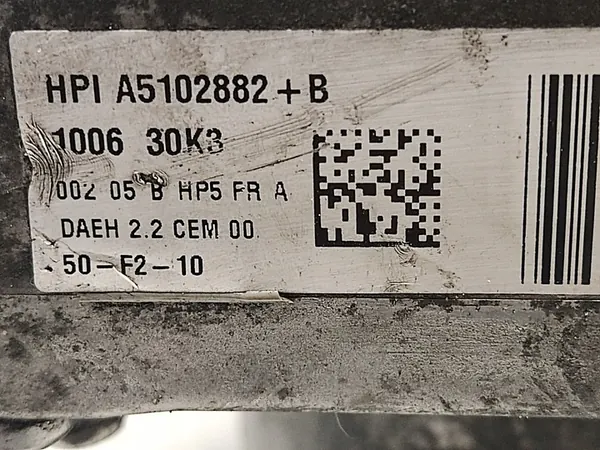 HPI A5102882+B
1006 30K3
002 05 B HP5 FR A
DAEH 2.2 CEM 00
50-F2-10